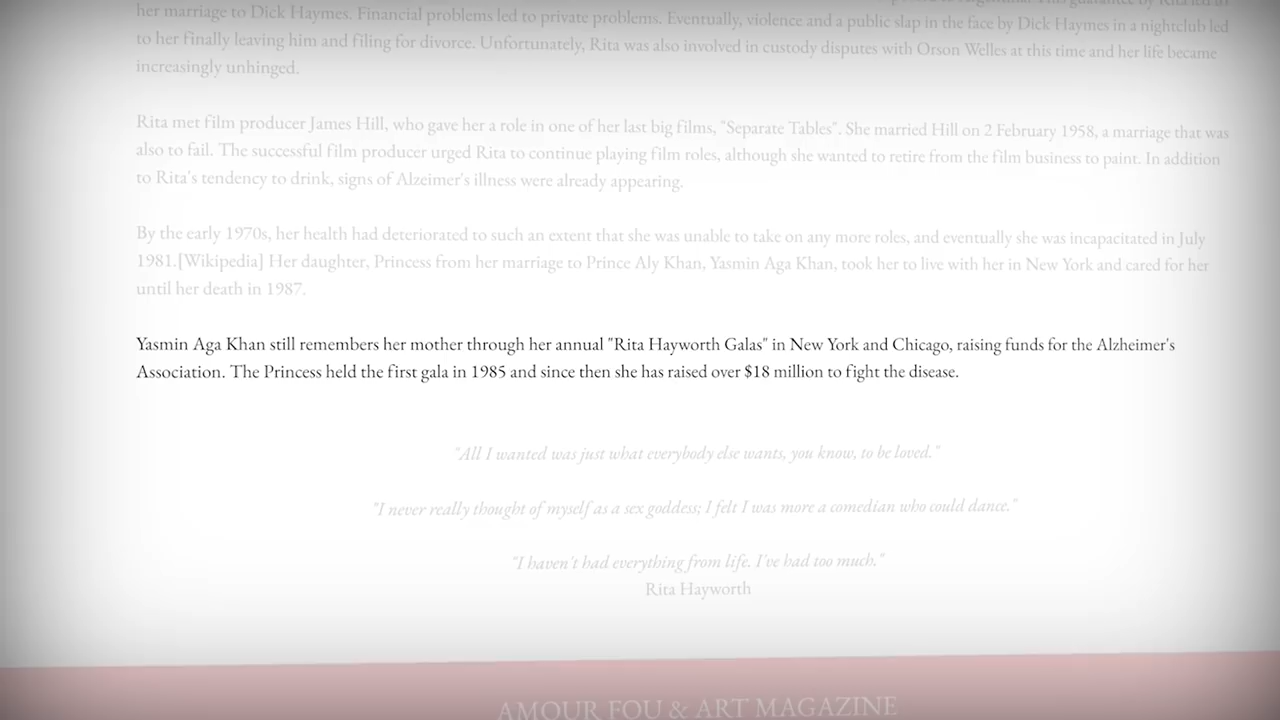 her marriage to Dick Haymes. Financial problems led to private problems. Eventually, violence and a public slap in the face by Dick Haymes in a nightclub led
to her finally leaving him and filing for divorce. Unfortunately, Rita was also involved in custody disputes with Orson Welles at this time and her life became
increasingly unhinged.
Rita met film producer James Hill, who gave her a role in one of her last big films, "Separate Tables". She married Hill on 2 February 1958, a marriage that was
also to fail. The successful film producer urged Rita to continue playing film roles, although she wanted to retire from the film business to paint. In addition
to Rita's tendency to drink, signs of Alzeimer's illness were already appearing.
By the early 1970s, her health had deteriorated to such an extent that she was unable to take on any more roles, and eventually she was incapacitated in July
1981.[Wikipedia] Her daughter, Princess from her marriage to Prince Aly Khan, Yasmin Aga Khan, took her to live with her in New York and cared for her
until her death in 1987.
Yasmin Aga Khan still remembers her mother through her annual "Rita Hayworth Galas" in New York and Chicago, raising funds for the Alzheimer's
Association. The Princess held the first gala in 1985 and since then she has raised over $18 million to fight the disease.
"All I wanted was just what everybody else wants, you know, to be loved."
"I never really thought of myself as a sex goddess; I felt I was more a comedian who could dance."
"I haven't had everything from life. I've had too much."
Rita Hayworth
AMOUR FOU & ART MAGAZINE